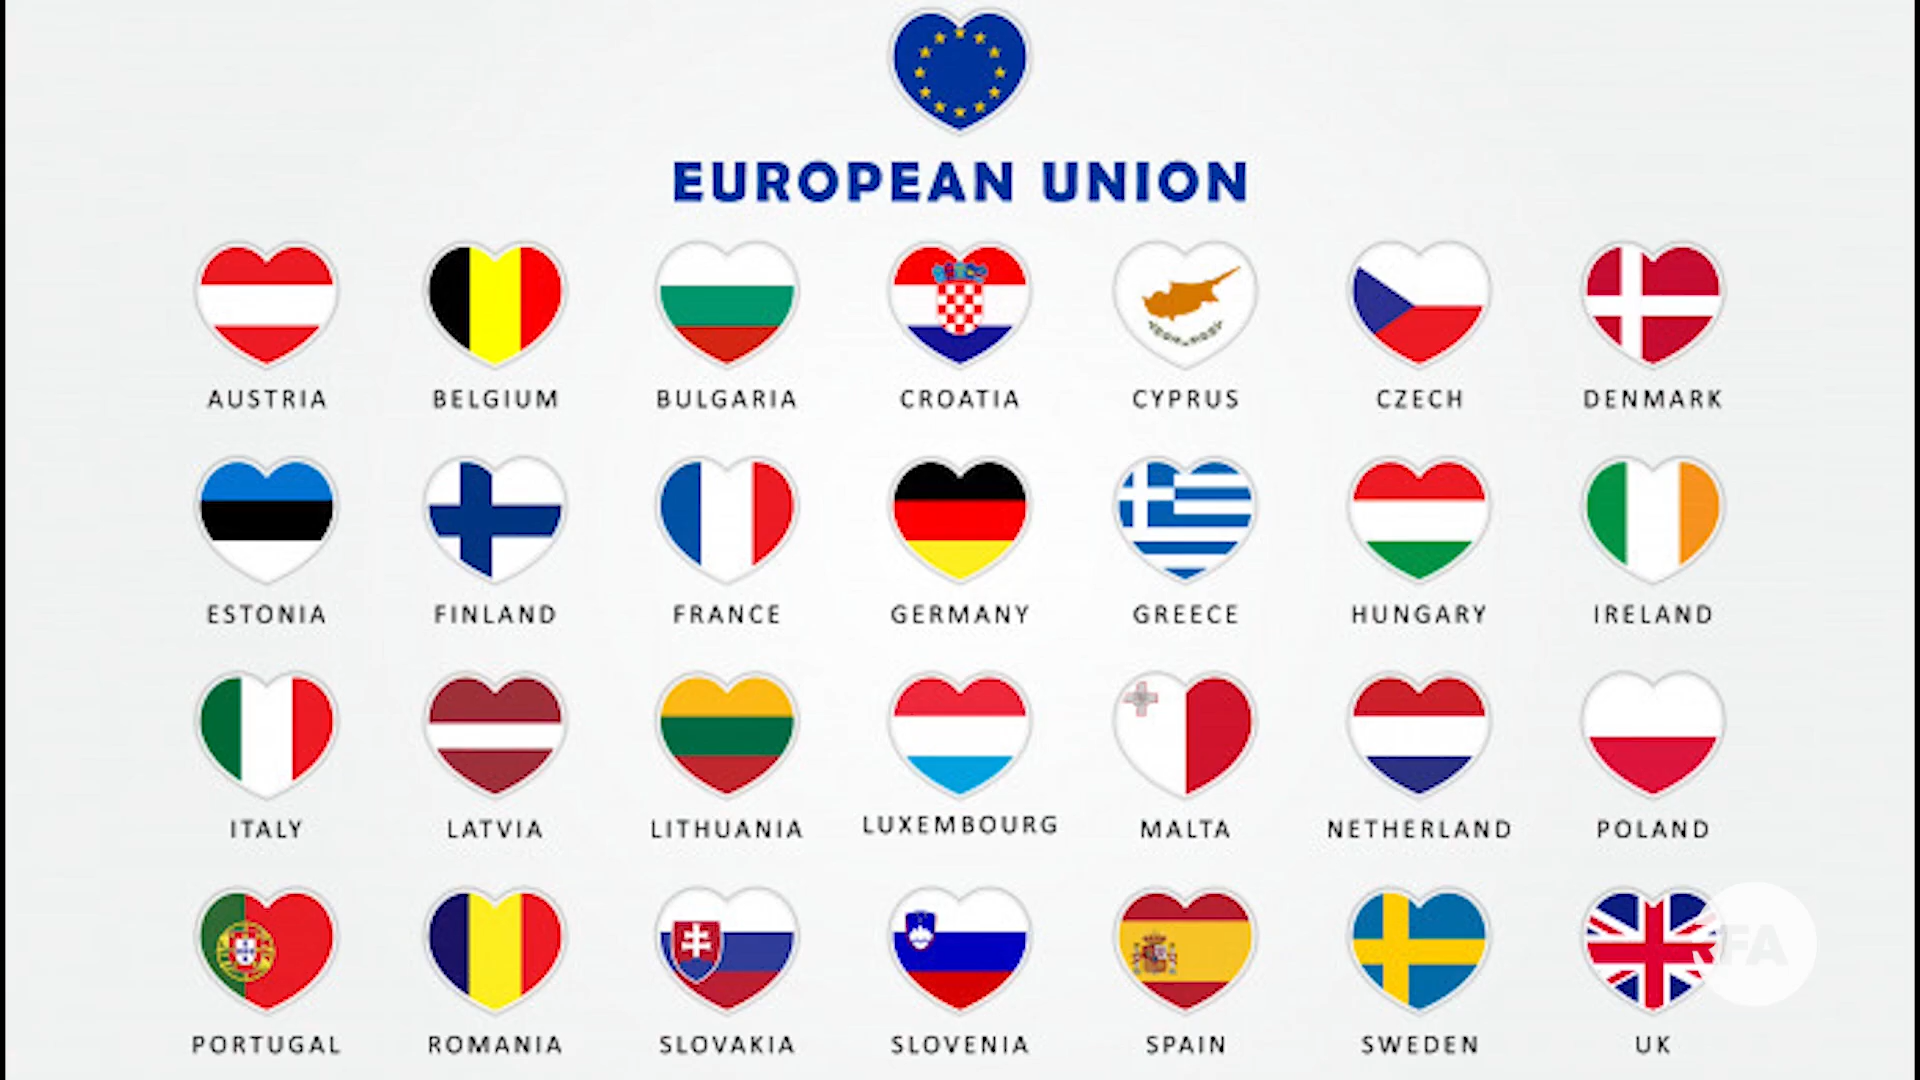 EUROPEAN UNION
AUSTRIA BELGIUM BULGARIA CROATIA CYPRUS CZECH DENMARK
ESTONIA FINLAND FRANCE GERMANY GREECE HUNGARY IRELAND
ITALY LATVIA LITHUANIA LUXEMBOURG MALTA NETHERLAND POLAND
PORTUGAL ROMANIA SLOVAKIA SLOVENIA SPAIN SWEDEN UK